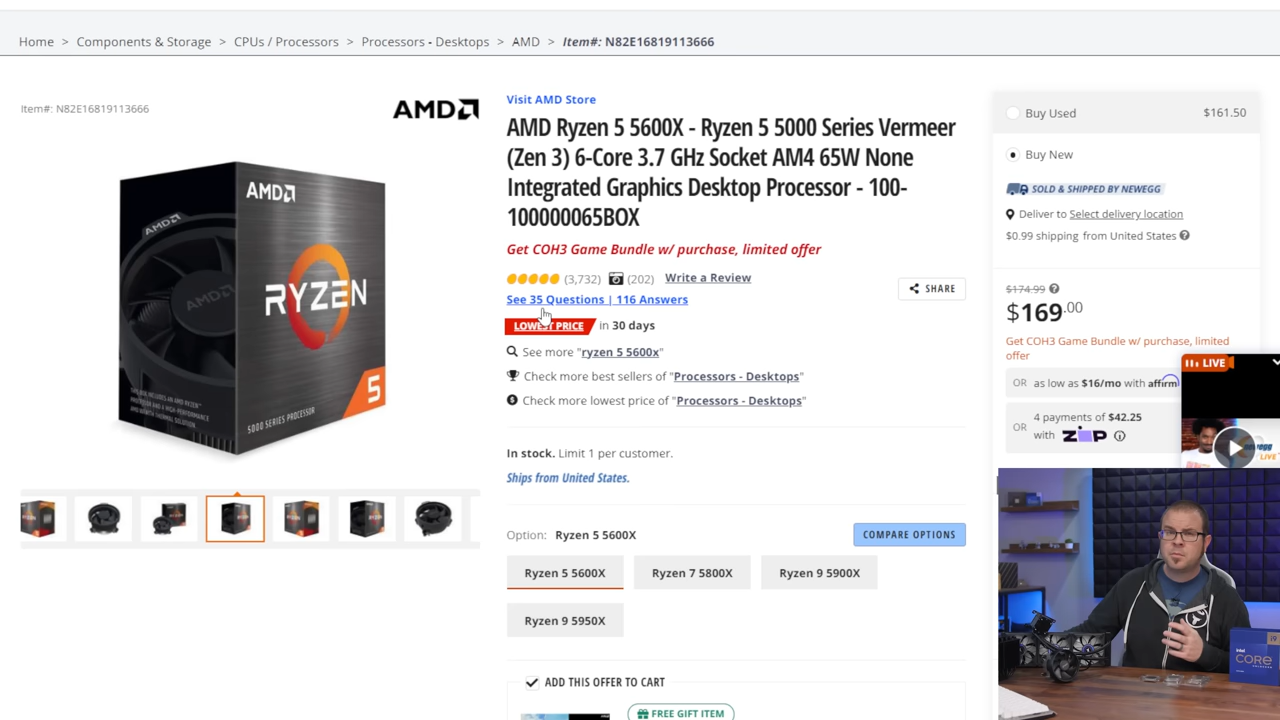 Home > Components & Storage > CPUs / Processors > Processors - Desktops > AMD > Item#: N82E16819113666
Item#: N82E16819113666
AMD
AMD
AMD
RYZEN
5
5000 SERIES PROCESSOR
Visit AMD Store
AMD Ryzen 5 5600X - Ryzen 5 5000 Series Vermeer
(Zen 3) 6-Core 3.7 GHz Socket AM4 65W None
Integrated Graphics Desktop Processor - 100-
100000065BOX
Get COH3 Game Bundle w/ purchase, limited offer
(3,732) (202) Write a Review
SHARE
See 35 Questions | 116 Answers
LOWEST PRICE in 30 days
See more "ryzen 5 5600x"
Check more best sellers of "Processors - Desktops"
Check more lowest price of "Processors - Desktops"
In stock. Limit 1 per customer.
Ships from United States.
Option: Ryzen 5 5600X
COMPARE OPTIONS
Ryzen 5 5600X
Ryzen 7 5800X
Ryzen 9 5900X
Ryzen 9 5950X
ADD THIS OFFER TO CART
FREE GIFT ITEM
Buy Used $161.50
Buy New
SOLD & SHIPPED BY NEWEGG
Deliver to Select delivery location
$0.99 shipping from United States
$174.99
$169.00
Get COH3 Game Bundle w/ purchase, limited
offer
OR as low as $16/mo with affirm
OR 4 payments of $42.25
with ZIP
LIVE
LIVE
intel
CORE